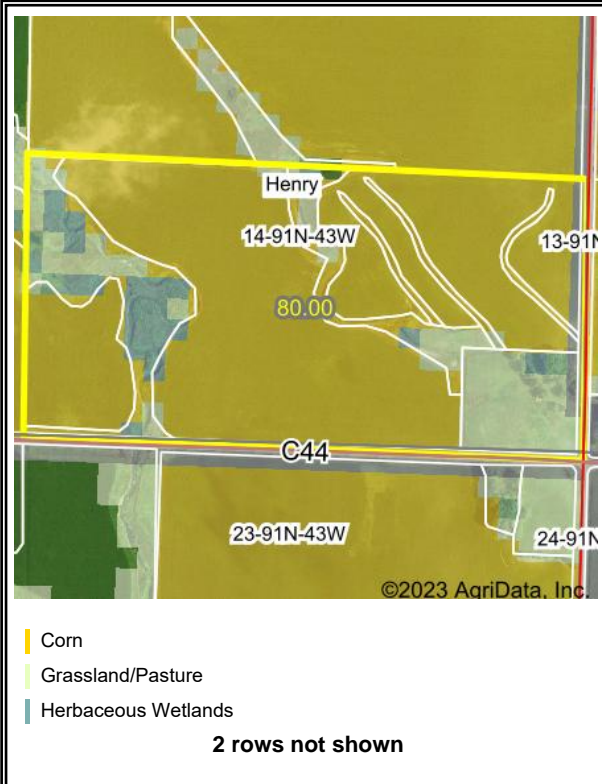 Henry
14-91N-43W
13-91N
80.00
C44
23-91N-43W
24-91N
©2023 AgriData, Inc.
Corn
Grassland/Pasture
Herbaceous Wetlands
2 rows not shown